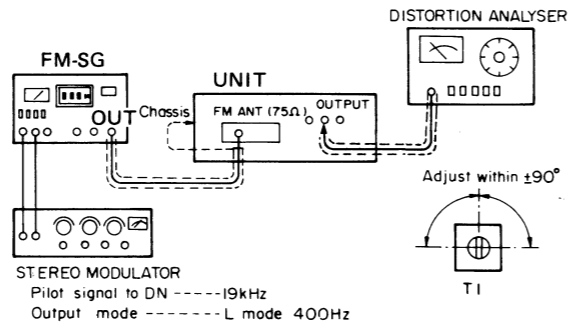 DISTORTION ANALYSER
FM-SG
UNIT
OUT
Chassis
FM ANT (75Ω)
OUTPUT
Adjust within ±90°
T1
STEREO MODULATOR
Pilot signal to DN -----19kHz
Output mode ------ L mode 400Hz